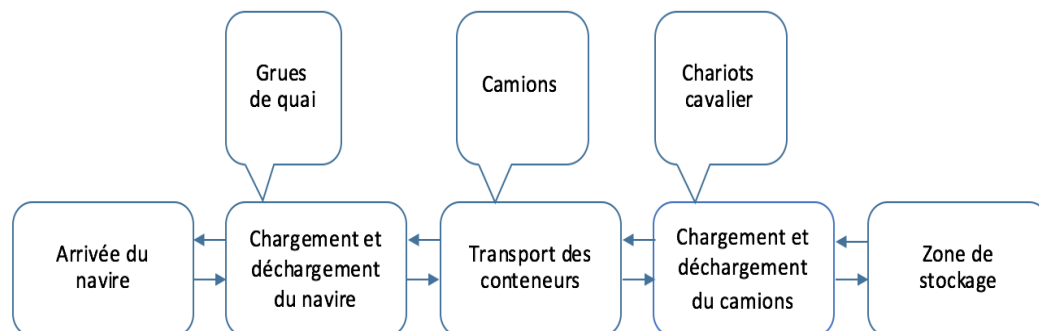 Grues
de quai
Camions
Chariots
cavalier
Arrivée du
navire
Chargement et
déchargement
du navire
Transport des
conteneurs
Chargement et
déchargement
du camions
Zone de
stockage